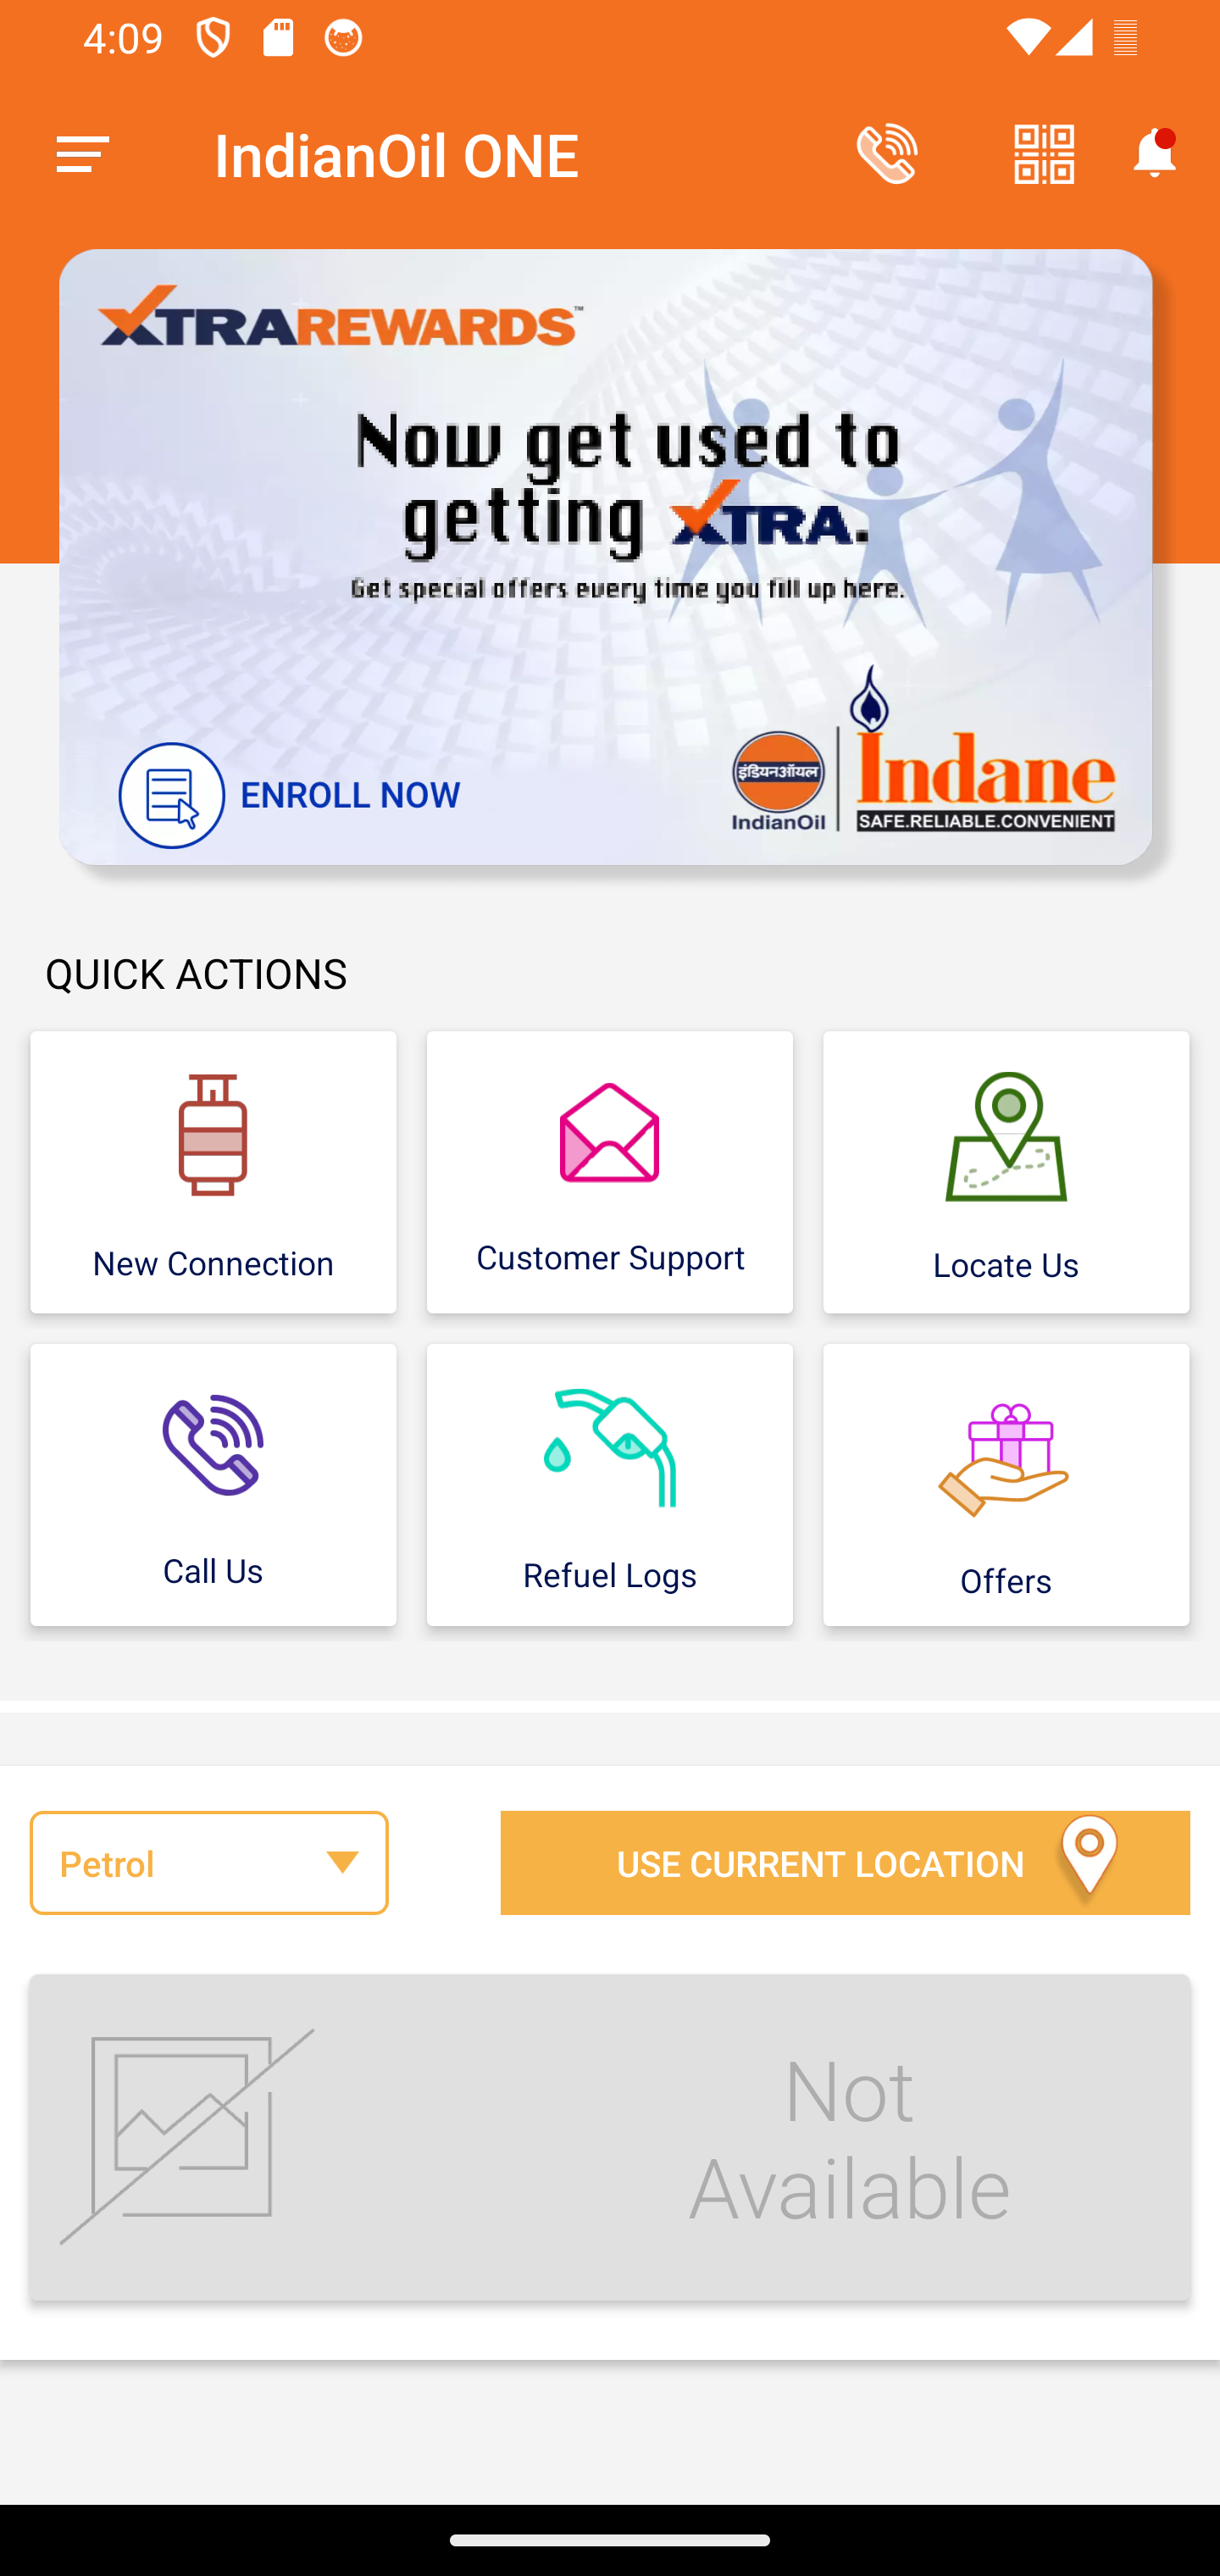 4:09
IndianOil ONE
XTRAREWARDS™
Now get used to
getting XTRA.
Get special offers every time you fill up here.
ENROLL NOW
इंडियनऑयल
IndianOil
Indane
SAFE.RELIABLE.CONVENIENT
QUICK ACTIONS
New Connection
Customer Support
Locate Us
Call Us
Refuel Logs
Offers
Petrol
USE CURRENT LOCATION
Not
Available